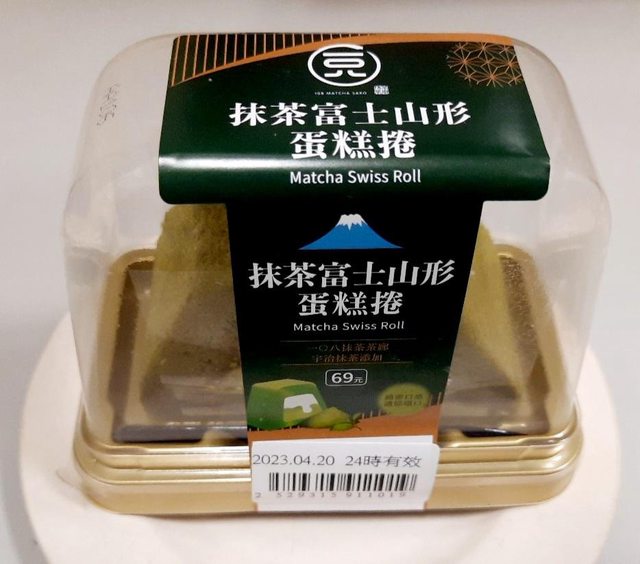 108 MATCHA SARO
抹茶富士山形
蛋糕捲
Matcha Swiss Roll
抹茶富士山形
蛋糕捲
Matcha Swiss Roll
一〇八抹茶茶廊
宇治抹茶添加
69元
2023.04.20 24時有效
2 529315 911019